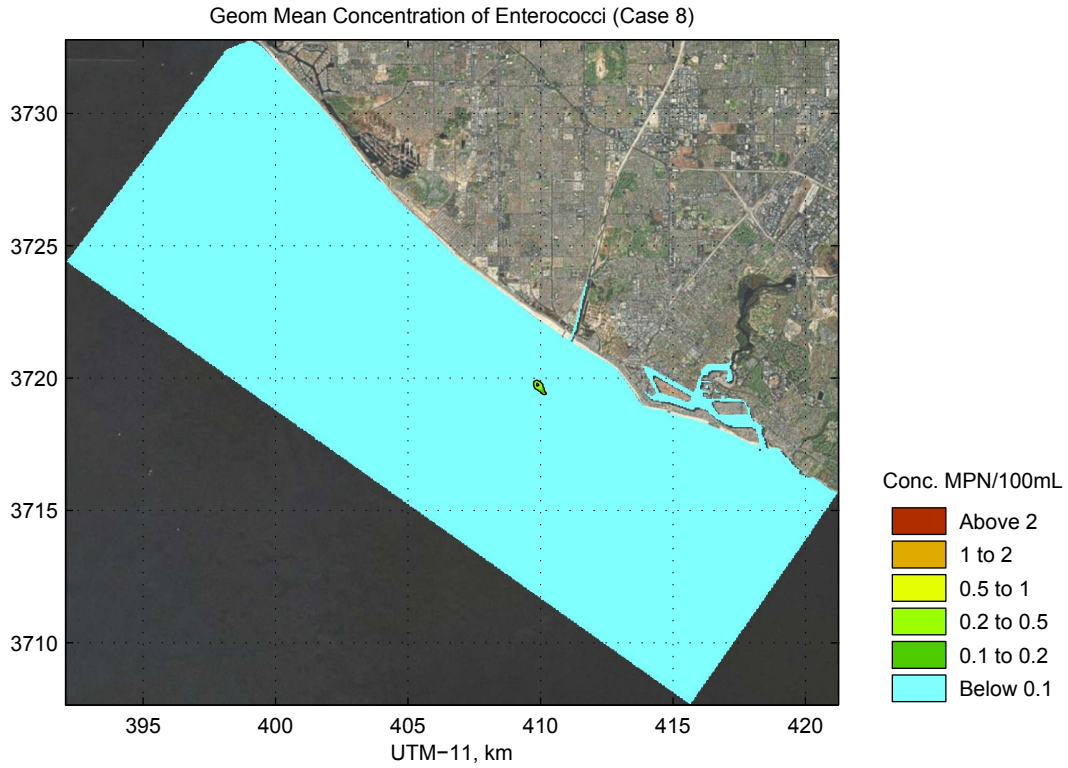 Geom Mean Concentration of Enterococci (Case 8)
3730
3725
3720
3715
3710
395
400
405
410
415
420
UTM−11, km
Conc. MPN/100mL
Above 2
1 to 2
0.5 to 1
0.2 to 0.5
0.1 to 0.2
Below 0.1